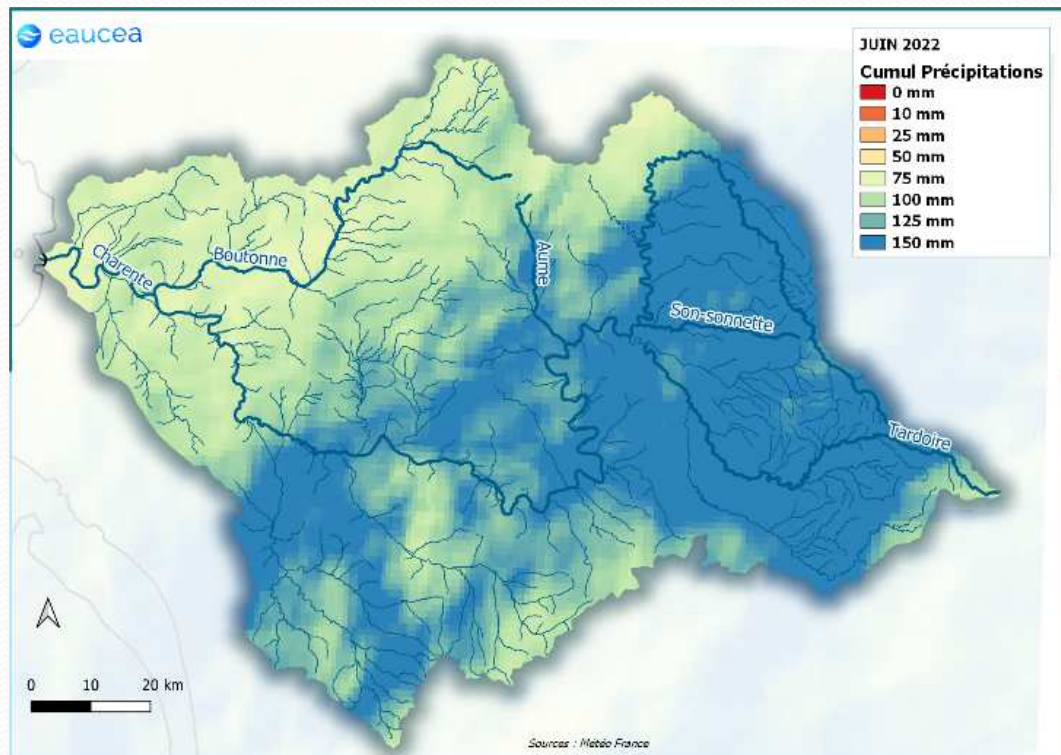 eaucea
JUIN 2022
Cumul Précipitations
0 mm
10 mm
25 mm
50 mm
75 mm
100 mm
125 mm
150 mm
Charente
Boutonne
Aume
Son-sonnette
Tardoire
0 10 20 km
Sources : Météo France